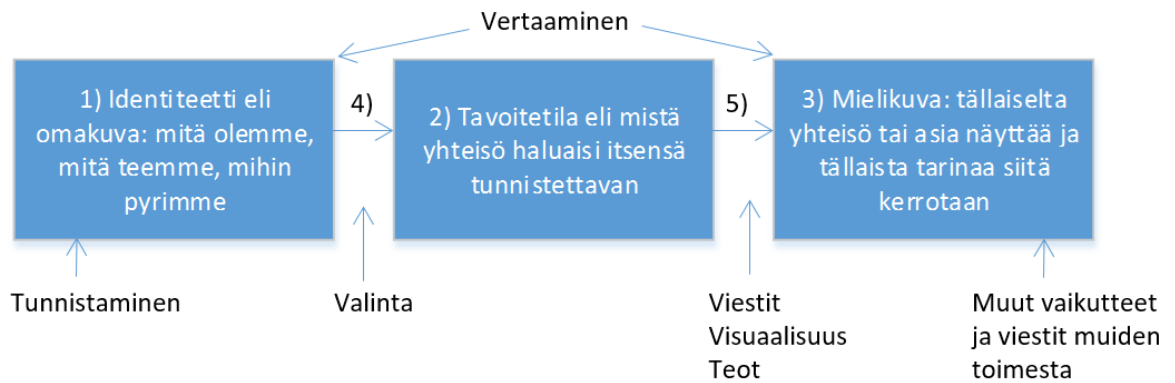 Vertaaminen
1) Identiteetti eli
omakuva: mitä olemme,
mitä teemme, mihin
pyrimme
4)
2) Tavoitetila eli mistä
yhteisö haluaisi itsensä
tunnistettavan
5)
3) Mielikuva: tällaiselta
yhteisö tai asia näyttää ja
tällaista tarinaa siitä
kerrotaan
Tunnistaminen
Valinta
Viestit
Visuaalisuus
Teot
Muut vaikutteet
ja viestit muiden
toimesta